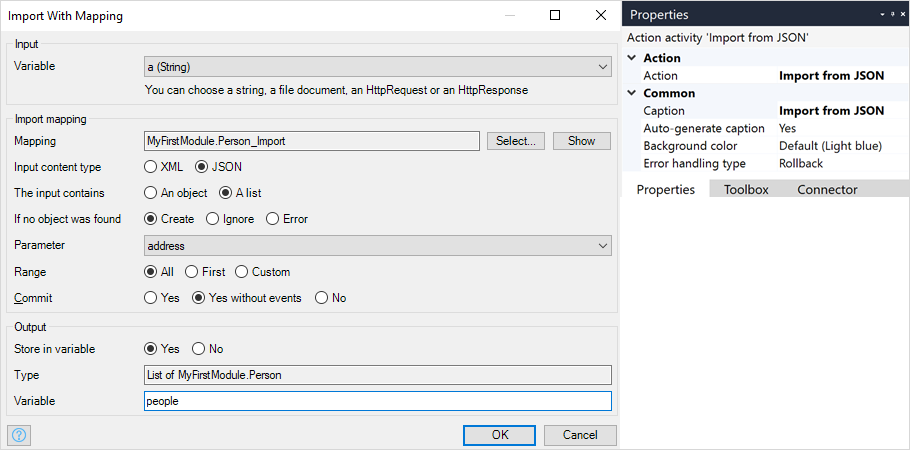 Import With Mapping
Input
Variable a (String)
You can choose a string, a file document, an HttpRequest or an HttpResponse
Import mapping
Mapping MyFirstModule.Person_Import Select... Show
Input content type XML JSON
The input contains An object A list
If no object was found Create Ignore Error
Parameter address
Range All First Custom
Commit Yes Yes without events No
Output
Store in variable Yes No
Type List of MyFirstModule.Person
Variable people
? OK Cancel
Properties
Action activity 'Import from JSON'
Action
Action Import from JSON
Common
Caption Import from JSON
Auto-generate caption Yes
Background color Default (Light blue)
Error handling type Rollback
Properties Toolbox Connector